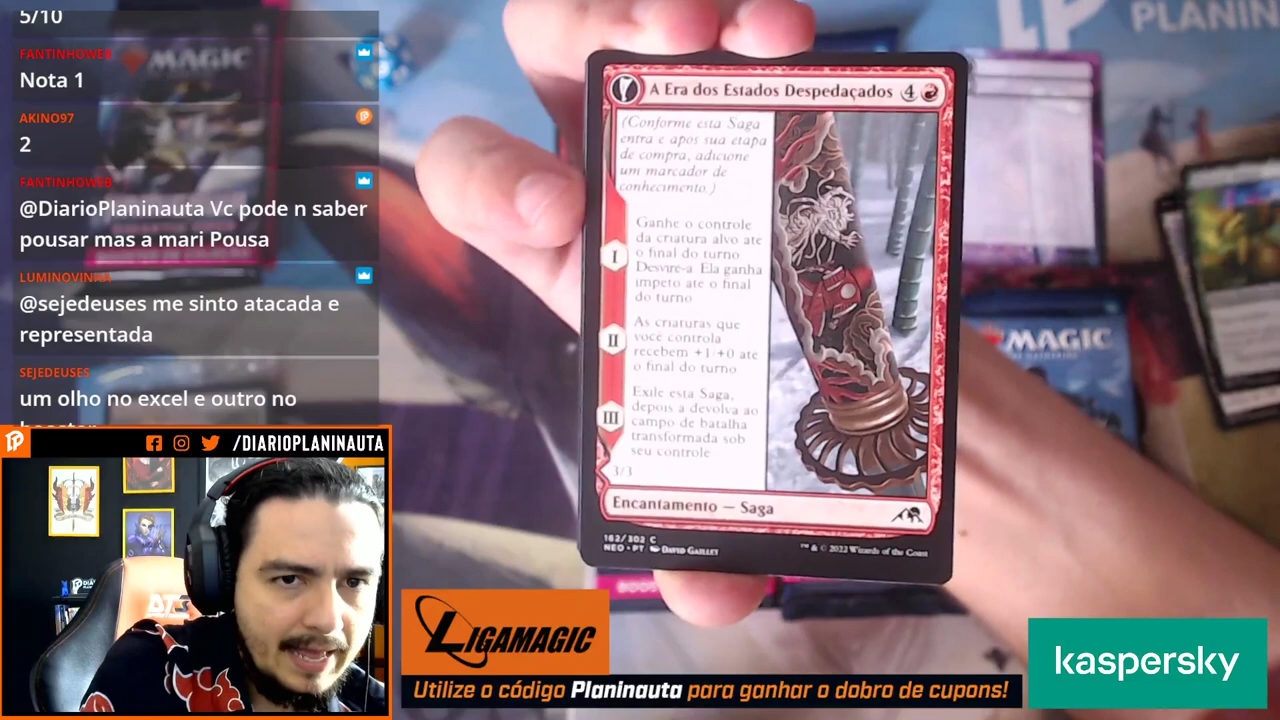 5/10
FANTINHOWEB
Nota 1
AKINO97
2
FANTINHOWEB
@DiarioPlaninauta Vc pode n saber
pousar mas a mari Pousa
LUMINOVINHA
@sejedeuses me sinto atacada e
representada
SEJEDEUSES
um olho no excel e outro no
booster
/DIARIOPLANINAUTA
MAGIC
PLANIN
A Era dos Estados Despedaçados 4
(Conforme esta Saga
entra e após sua etapa
de compra, adicione
um marcador de
conhecimento.)
I
Ganhe o controle
da criatura alvo até
o final do turno
Desvire-a Ela ganha
ímpeto até o final
do turno
II
As criaturas que
você controla
recebem +1/+0 até
o final do turno
III
Exile esta Saga,
depois a devolva ao
campo de batalha
transformada sob
seu controle
3/3
Encantamento — Saga
162/302 C
NEO • PT DAVID GAILLET
™ & © 2022 Wizards of the Coast
MAGIC
THE GATHERING
LIGAMAGIC
Utilize o código Planinauta para ganhar o dobro de cupons!
kaspersky